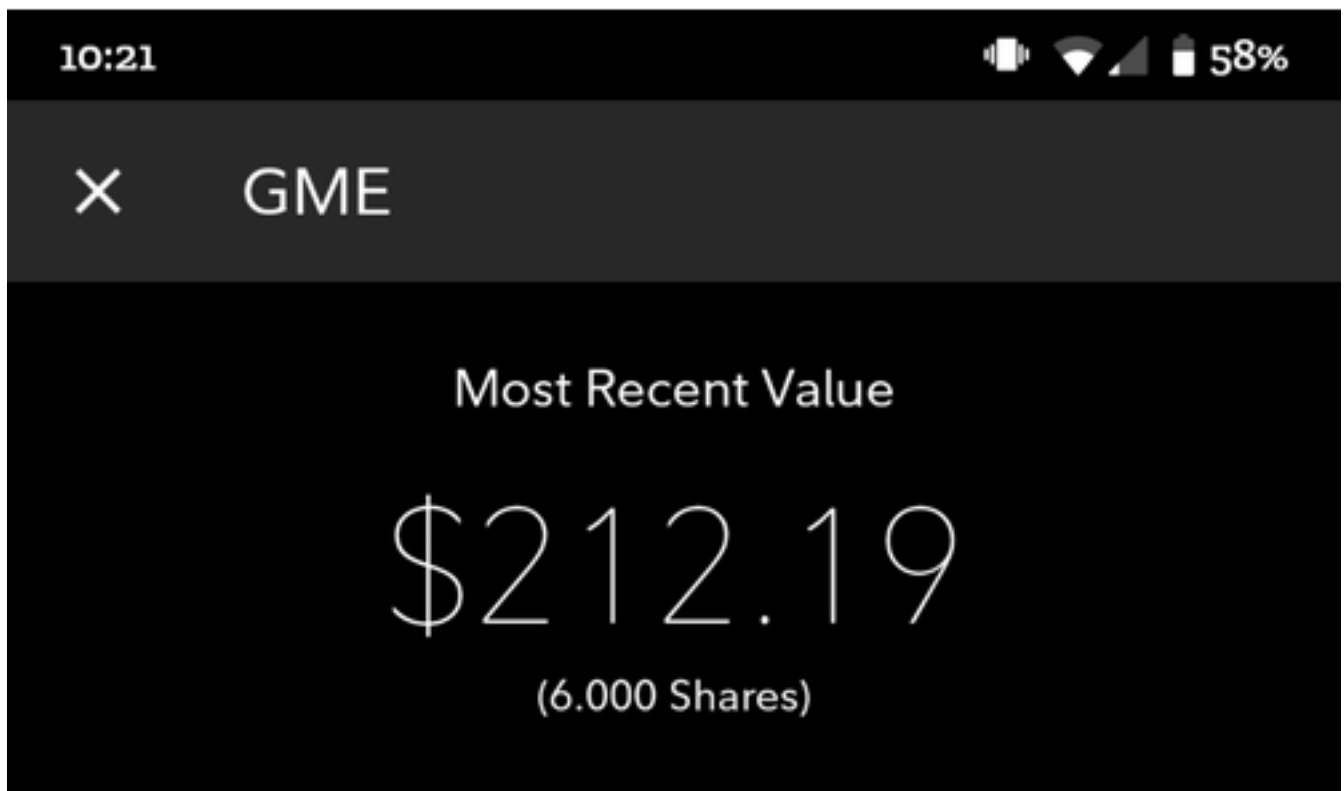 10:21 58%
× GME
Most Recent Value
$212.19
(6.000 Shares)